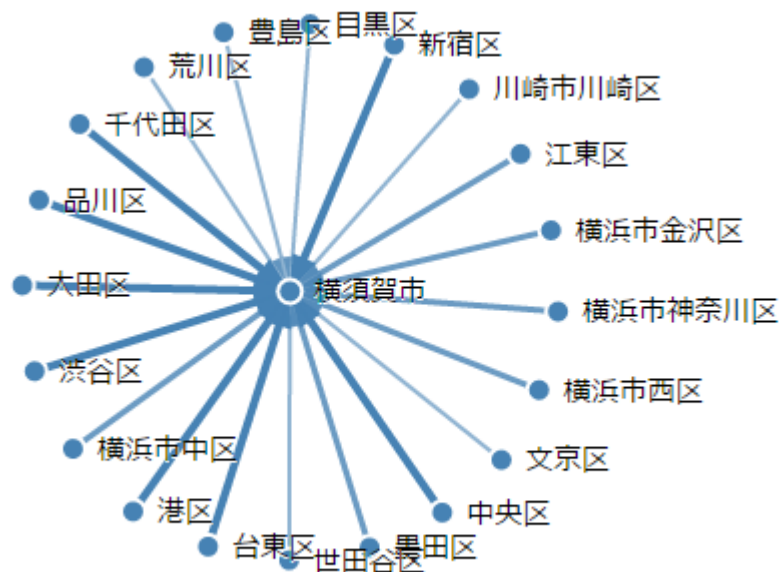 豊島区
目黒区
新宿区
荒川区
川崎市川崎区
千代田区
江東区
品川区
横浜市金沢区
大田区
横須賀市
横浜市神奈川区
渋谷区
横浜市西区
横浜市中区
文京区
港区
中央区
台東区
世田谷区
墨田区